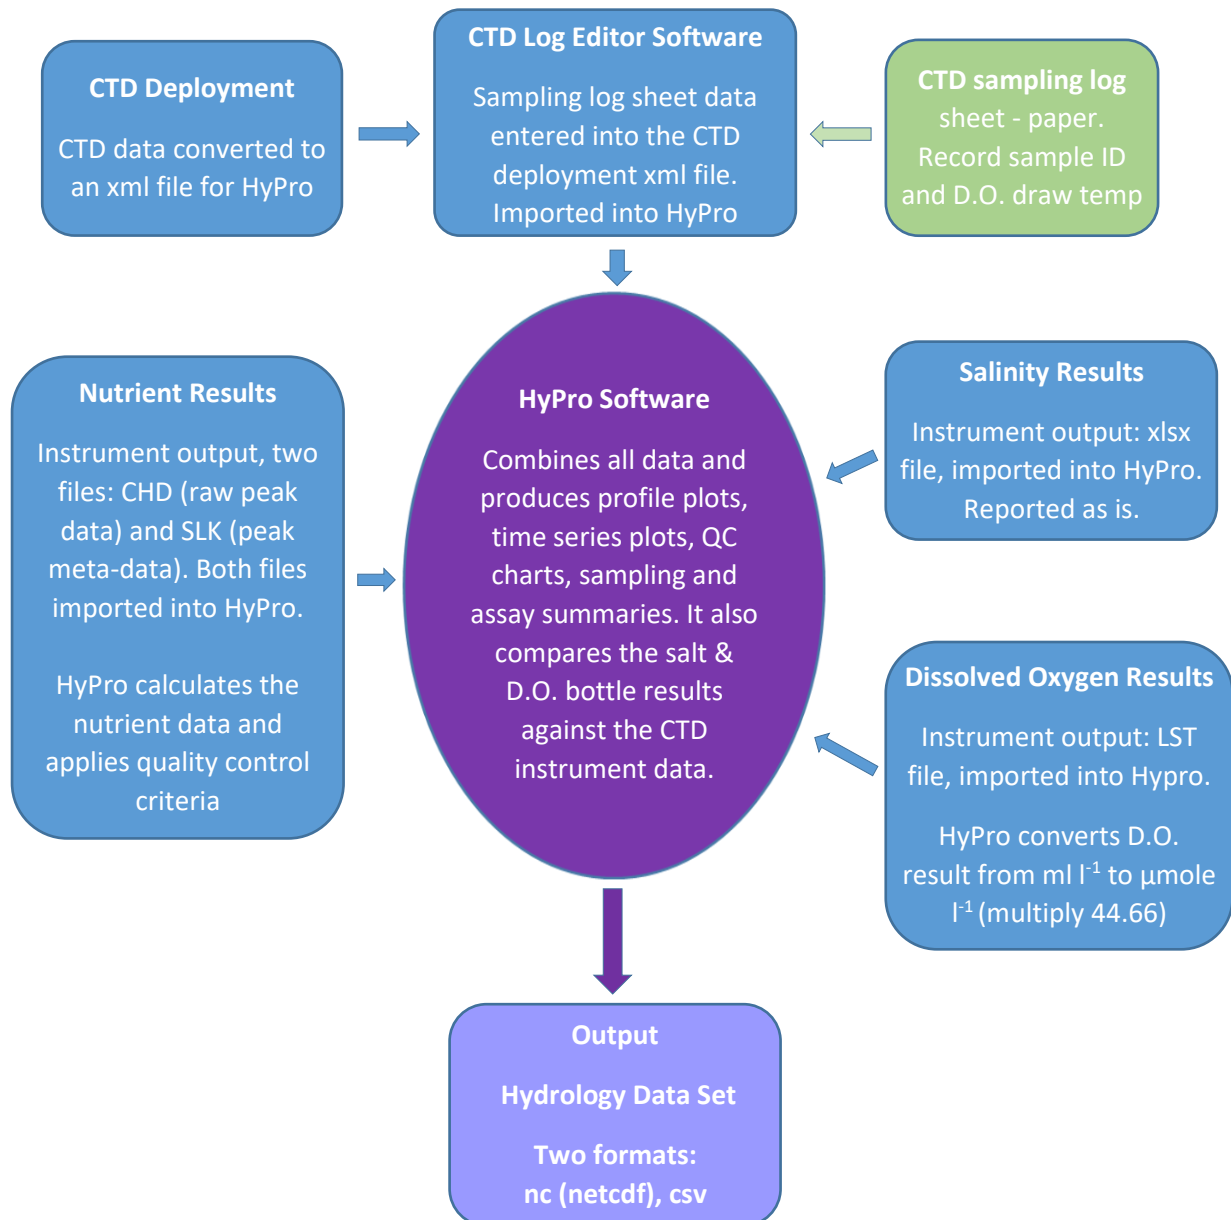 CTD Deployment
CTD data converted to
an xml file for HyPro
CTD Log Editor Software
Sampling log sheet data
entered into the CTD
deployment xml file.
Imported into HyPro
CTD sampling log
sheet - paper.
Record sample ID
and D.O. draw temp
Nutrient Results
Instrument output, two
files: CHD (raw peak
data) and SLK (peak
meta-data). Both files
imported into HyPro.
HyPro calculates the
nutrient data and
applies quality control
criteria
HyPro Software
Combines all data and
produces profile plots,
time series plots, QC
charts, sampling and
assay summaries. It also
compares the salt &
D.O. bottle results
against the CTD
instrument data.
Salinity Results
Instrument output: xlsx
file, imported into HyPro.
Reported as is.
Dissolved Oxygen Results
Instrument output: LST
file, imported into Hypro.
HyPro converts D.O.
result from ml l⁻¹ to µmole
l⁻¹ (multiply 44.66)
Output
Hydrology Data Set
Two formats:
nc (netcdf), csv